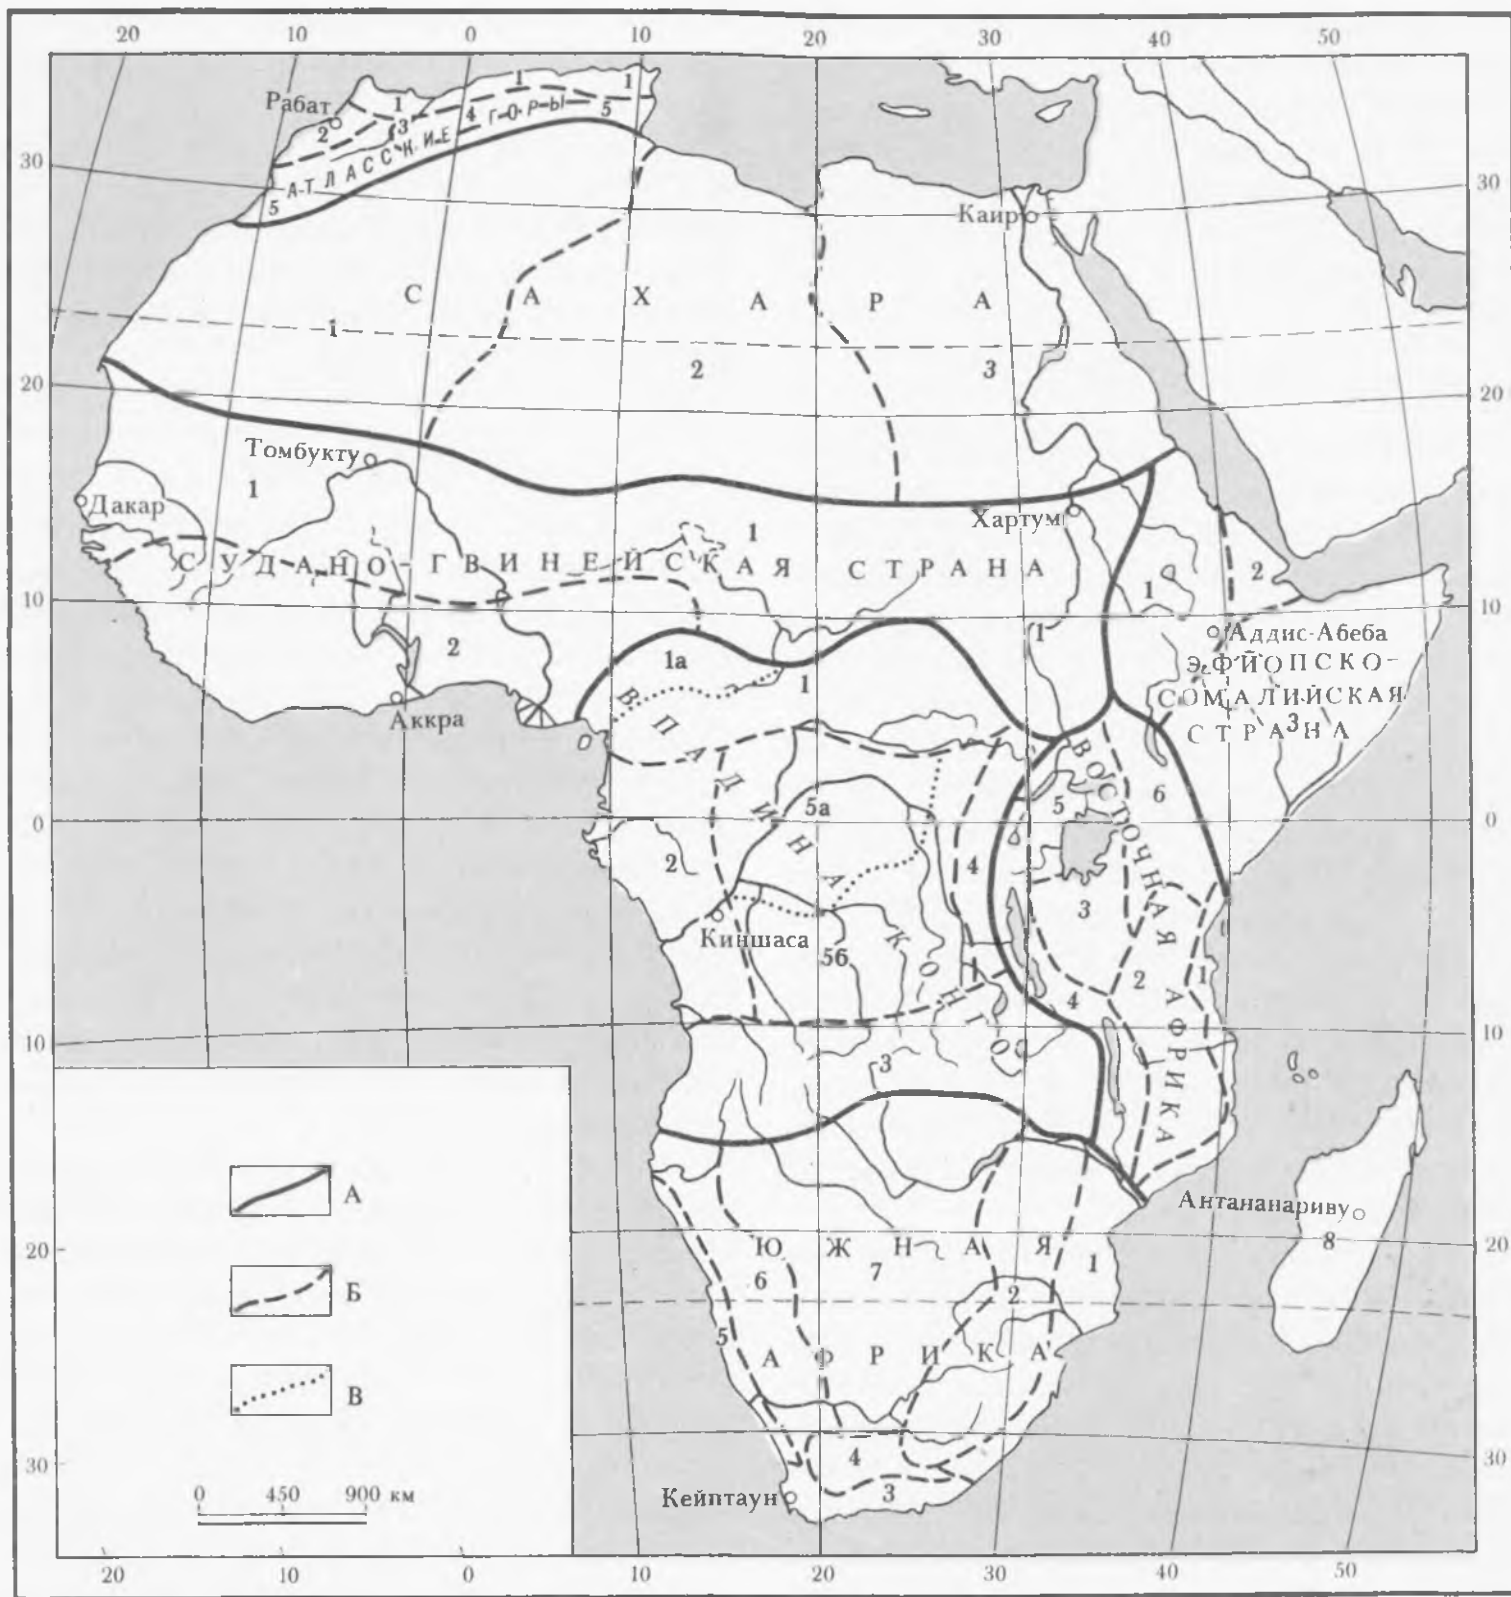 20 10 0 10 20 30 40 50
Рабат
1 1 1
2 3 4 5
АТЛАССКИЕ ГОРЫ
5
30 30
Каир
САХАРА
1 2 3
20 20
Томбукту
1
Дакар
Хартум
1
СУДАНО-ГВИНЕЙСКАЯ СТРАНА
1 2
10 10
2 1
Аддис-Абеба
ЭФИОПСКО-
СОМАЛИЙСКАЯ
СТРАНА
3
Аккра
1а 1
ВПАДИНА КОНГО
5а 5 6
0 0
ВОСТОЧНАЯ АФРИКА
2 4 3
Киншаса
5б 2 1
4
10 10
3
А
Антананариву
8
20 20
Б
ЮЖНАЯ
6 7 1
2
5
АФРИКА
В
4
30 30
3
Кейптаун
0 450 900 км
20 10 0 10 20 30 40 50